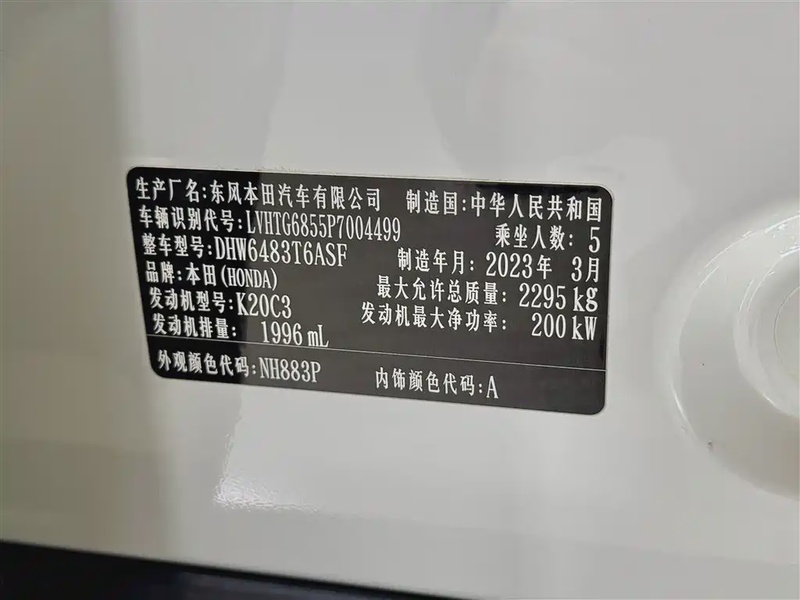 生产厂名:东风本田汽车有限公司 制造国:中华人民共和国
车辆识别代号:LVHTG6855P7004499 乘坐人数: 5
整车型号:DHW6483T6ASF 制造年月: 2023年 3月
品牌:本田(HONDA) 最大允许总质量: 2295 kg
发动机型号:K20C3 发动机最大净功率: 200 kW
发动机排量: 1996 mL
外观颜色代码:NH883P 内饰颜色代码:A